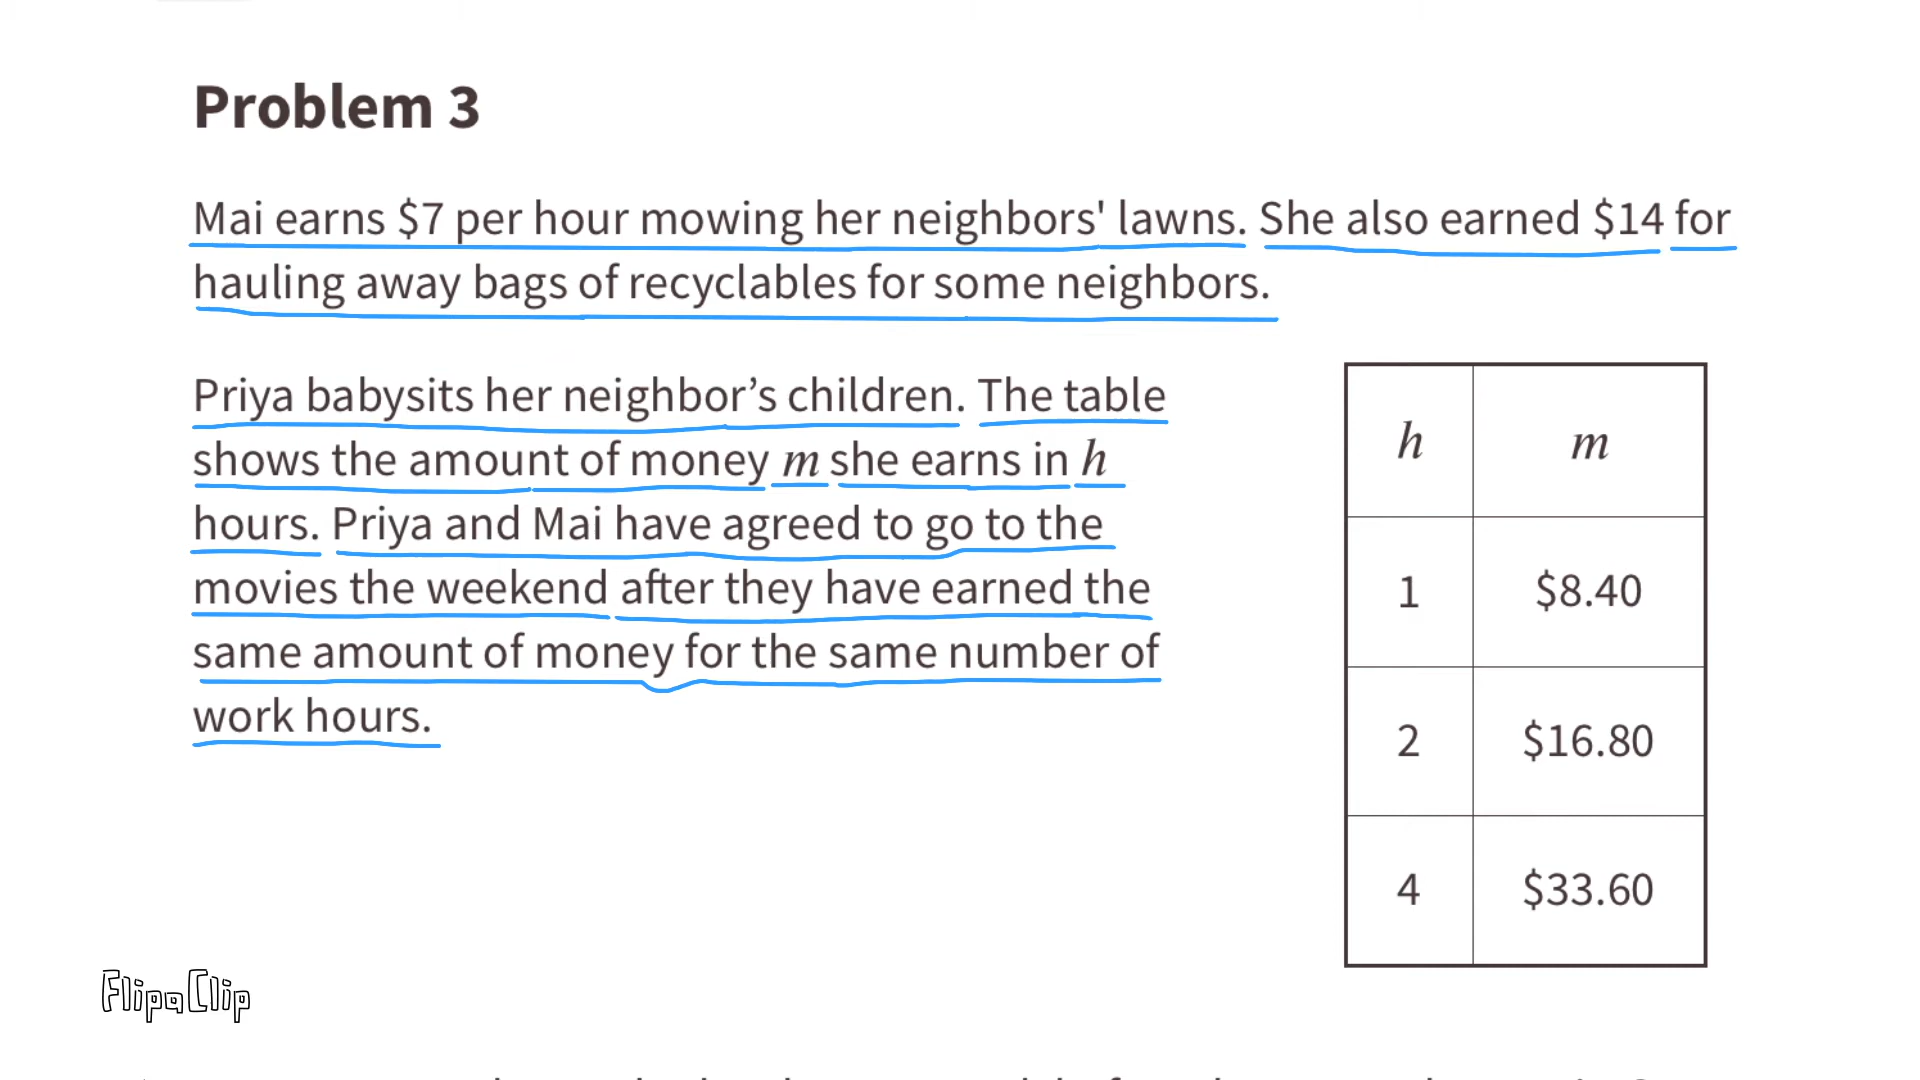 Problem 3
Mai earns $7 per hour mowing her neighbors' lawns. She also earned $14 for
hauling away bags of recyclables for some neighbors.
Priya babysits her neighbor’s children. The table
shows the amount of money m she earns in h
hours. Priya and Mai have agreed to go to the
movies the weekend after they have earned the
same amount of money for the same number of
work hours.
h m
1 $8.40
2 $16.80
4 $33.60
FlipaClip